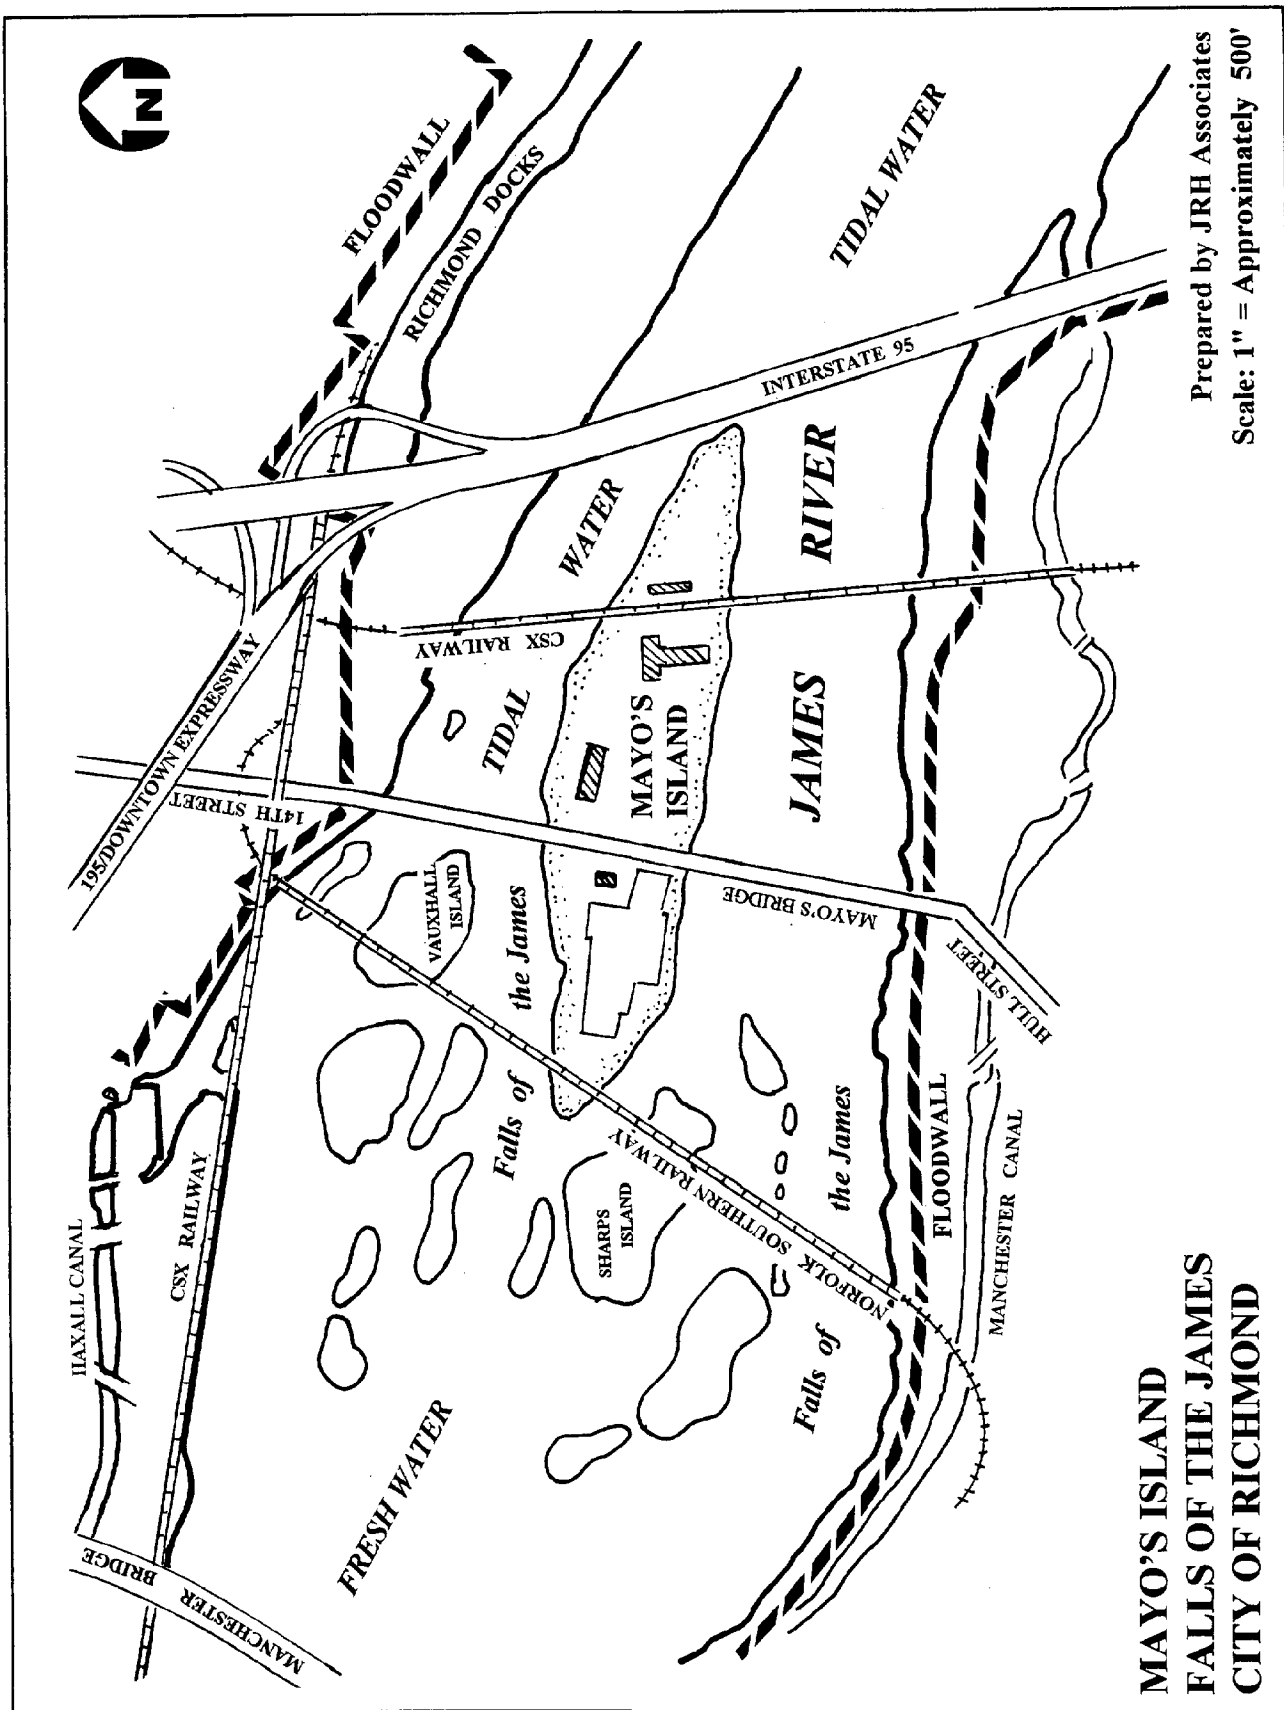 N
FLOODWALL
RICHMOND DOCKS
TIDAL WATER
195/DOWNTOWN EXPRESSWAY
14TH STREET
INTERSTATE 95
WATER
TIDAL
CSX RAILWAY
MAYO'S
ISLAND
JAMES
RIVER
HAXALL CANAL
CSX RAILWAY
VAUXHALL
ISLAND
the James
Falls of
MAYO'S BRIDGE
HULL STREET
MANCHESTER BRIDGE
FRESH WATER
SHARPS
ISLAND
NORFOLK SOUTHERN RAILWAY
the James
Falls of
FLOODWALL
MANCHESTER CANAL
MAYO'S ISLAND
FALLS OF THE JAMES
CITY OF RICHMOND
Prepared by JRH Associates
Scale: 1" = Approximately 500'